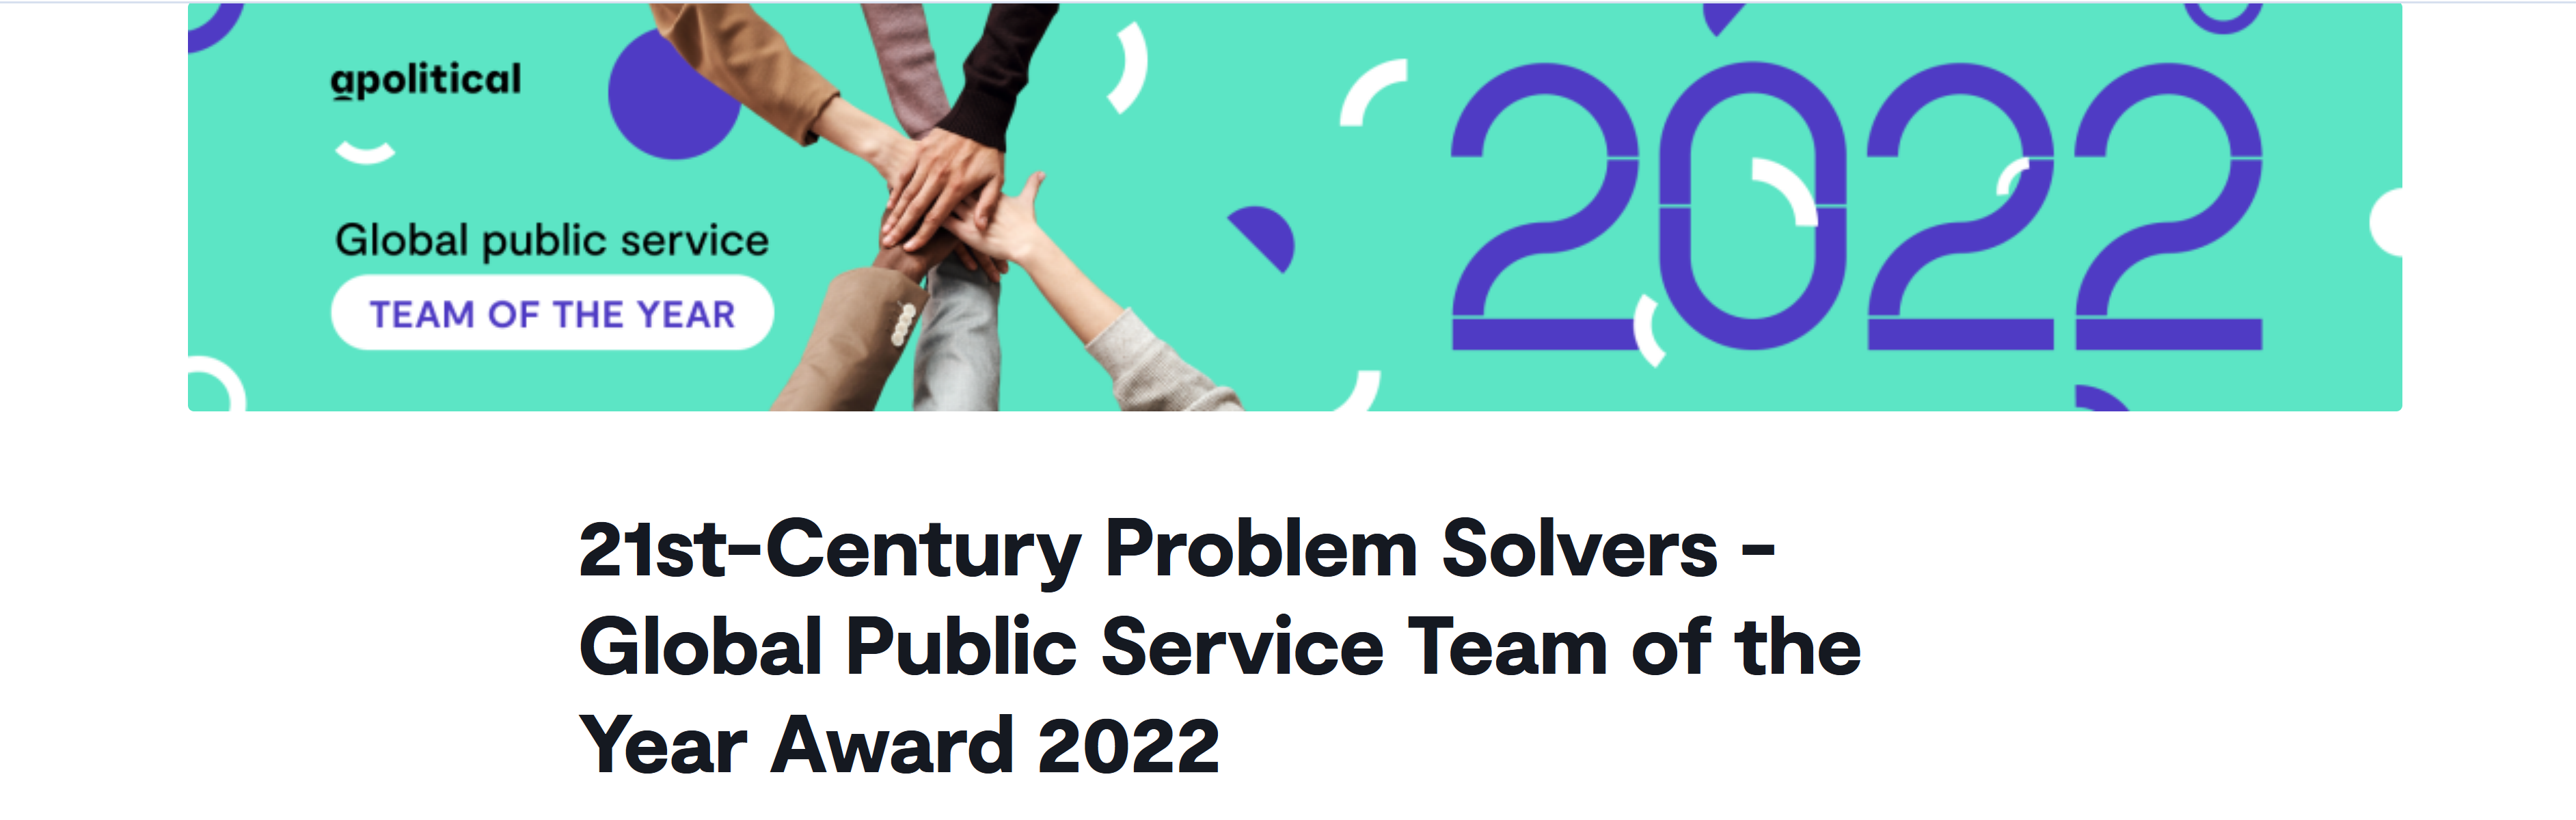 apolitical
Global public service
TEAM OF THE YEAR
2022
21st-Century Problem Solvers -
Global Public Service Team of the
Year Award 2022